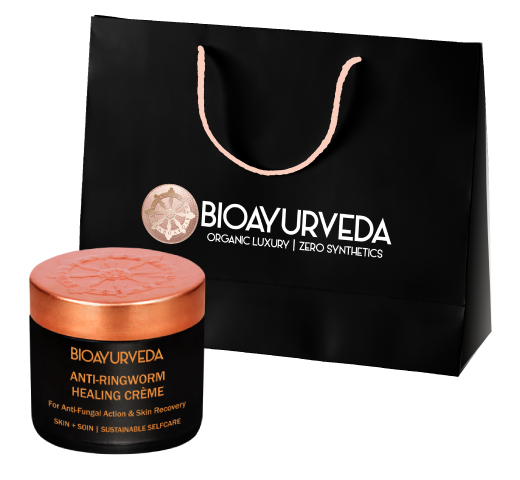 BIOAYURVEDA
ORGANIC LUXURY | ZERO SYNTHETICS
BIOAYURVEDA
ANTI-RINGWORM
HEALING CRÈME
For Anti-Fungal Action & Skin Recovery
SKIN + SOIN | SUSTAINABLE SELFCARE